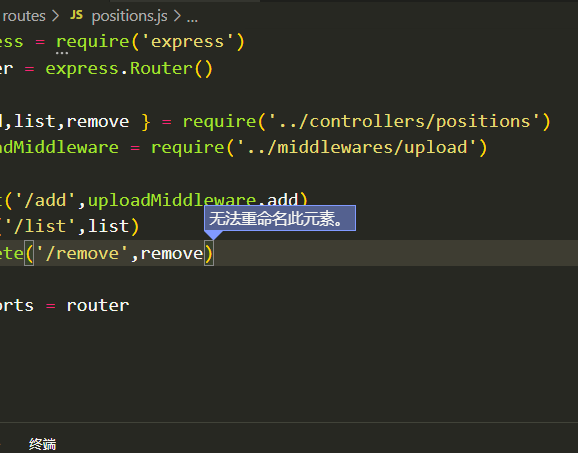 routes > JS positions.js > ...
ess = require('express')
er = express.Router()
d,list,remove } = require('../controllers/positions')
adMiddleware = require('../middlewares/upload')
t('/add',uploadMiddleware,add)
('/list',list)
无法重命名此元素。
ete('/remove',remove)
orts = router
终端